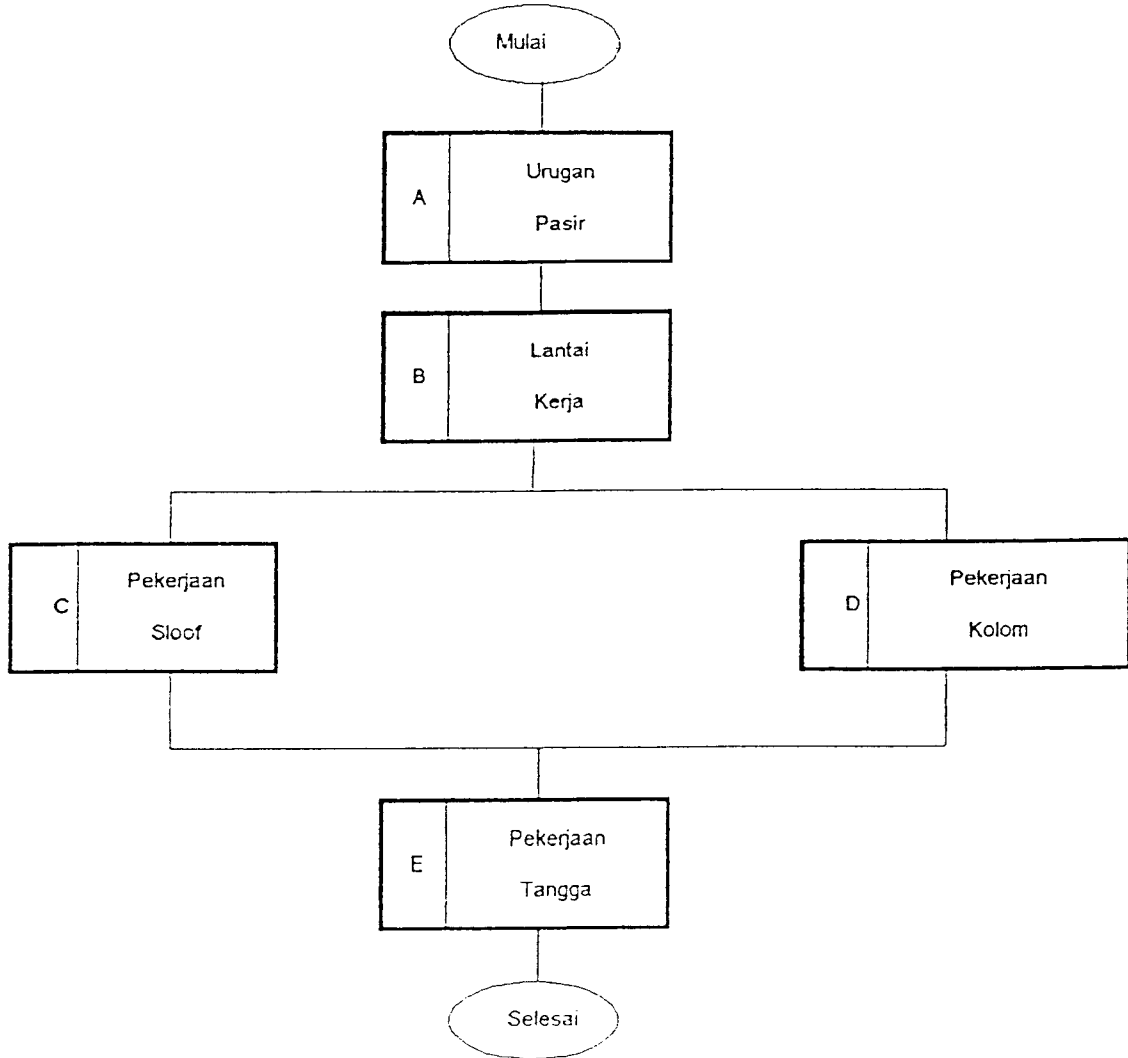 Mulai
A
Urugan
Pasir
B
Lantai
Kerja
C
Pekerjaan
Sloof
D
Pekerjaan
Kolom
E
Pekerjaan
Tangga
Selesai